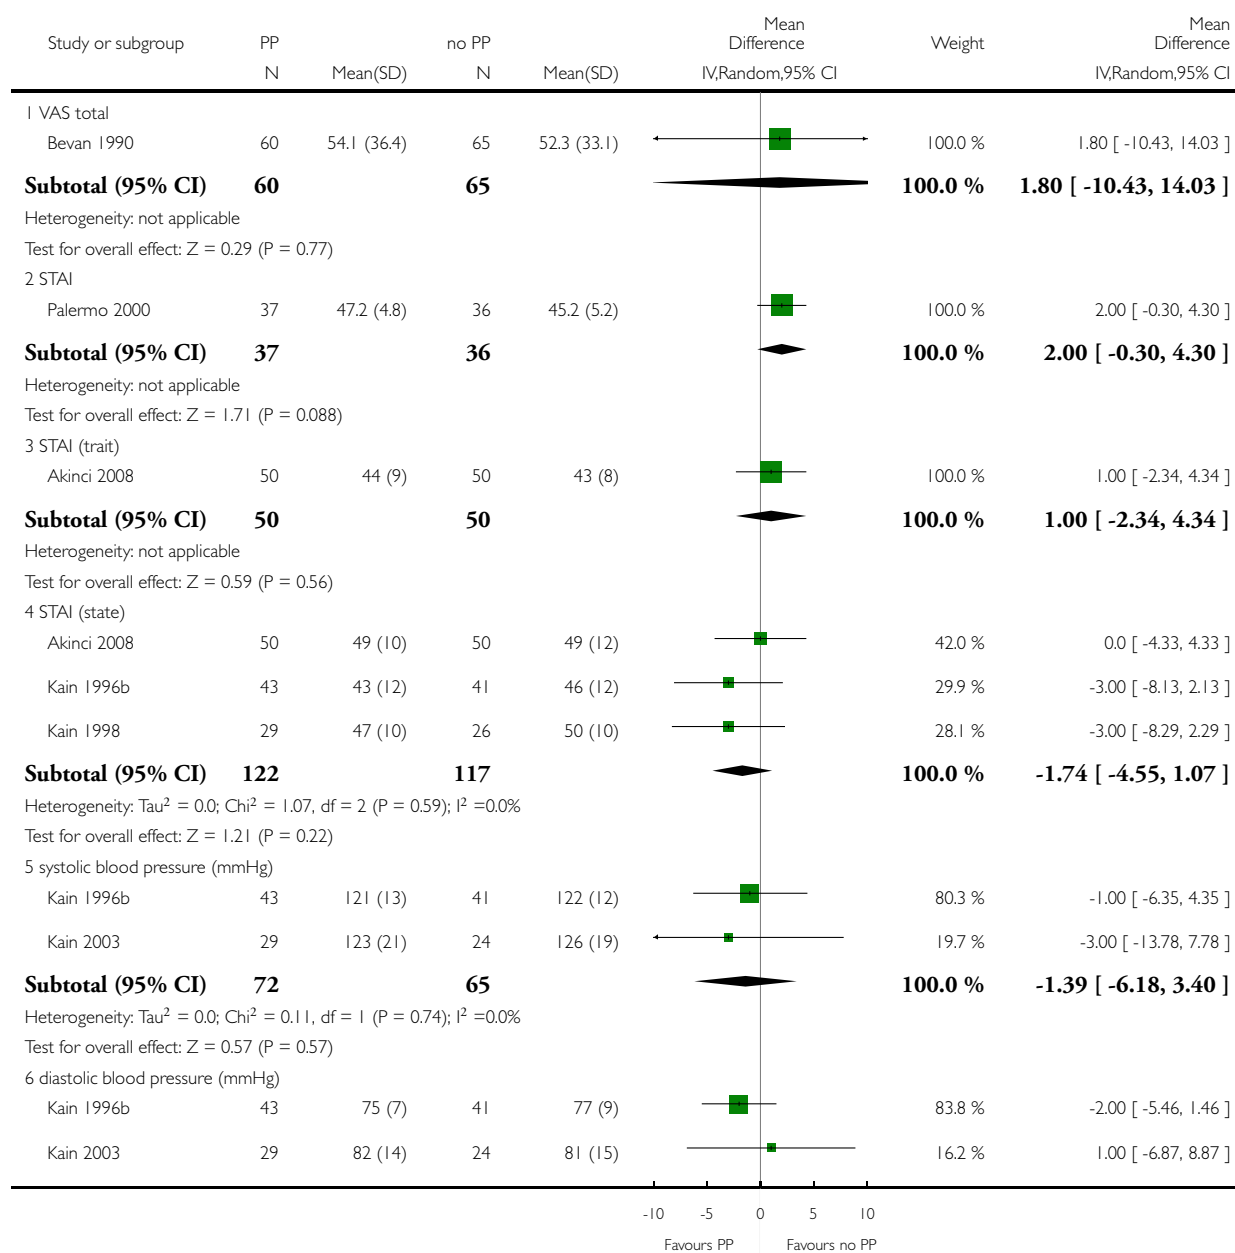 Study or subgroup PP no PP Mean Difference Weight Mean Difference
N Mean(SD) N Mean(SD) IV,Random,95% CI IV,Random,95% CI
1 VAS total
Bevan 1990 60 54.1 (36.4) 65 52.3 (33.1) 100.0 % 1.80 [ -10.43, 14.03 ]
Subtotal (95% CI) 60 65 100.0 % 1.80 [ -10.43, 14.03 ]
Heterogeneity: not applicable
Test for overall effect: Z = 0.29 (P = 0.77)
2 STAI
Palermo 2000 37 47.2 (4.8) 36 45.2 (5.2) 100.0 % 2.00 [ -0.30, 4.30 ]
Subtotal (95% CI) 37 36 100.0 % 2.00 [ -0.30, 4.30 ]
Heterogeneity: not applicable
Test for overall effect: Z = 1.71 (P = 0.088)
3 STAI (trait)
Akinci 2008 50 44 (9) 50 43 (8) 100.0 % 1.00 [ -2.34, 4.34 ]
Subtotal (95% CI) 50 50 100.0 % 1.00 [ -2.34, 4.34 ]
Heterogeneity: not applicable
Test for overall effect: Z = 0.59 (P = 0.56)
4 STAI (state)
Akinci 2008 50 49 (10) 50 49 (12) 42.0 % 0.0 [ -4.33, 4.33 ]
Kain 1996b 43 43 (12) 41 46 (12) 29.9 % -3.00 [ -8.13, 2.13 ]
Kain 1998 29 47 (10) 26 50 (10) 28.1 % -3.00 [ -8.29, 2.29 ]
Subtotal (95% CI) 122 117 100.0 % -1.74 [ -4.55, 1.07 ]
Heterogeneity: Tau² = 0.0; Chi² = 1.07, df = 2 (P = 0.59); I² =0.0%
Test for overall effect: Z = 1.21 (P = 0.22)
5 systolic blood pressure (mmHg)
Kain 1996b 43 121 (13) 41 122 (12) 80.3 % -1.00 [ -6.35, 4.35 ]
Kain 2003 29 123 (21) 24 126 (19) 19.7 % -3.00 [ -13.78, 7.78 ]
Subtotal (95% CI) 72 65 100.0 % -1.39 [ -6.18, 3.40 ]
Heterogeneity: Tau² = 0.0; Chi² = 0.11, df = 1 (P = 0.74); I² =0.0%
Test for overall effect: Z = 0.57 (P = 0.57)
6 diastolic blood pressure (mmHg)
Kain 1996b 43 75 (7) 41 77 (9) 83.8 % -2.00 [ -5.46, 1.46 ]
Kain 2003 29 82 (14) 24 81 (15) 16.2 % 1.00 [ -6.87, 8.87 ]
-10 -5 0 5 10
Favours PP Favours no PP